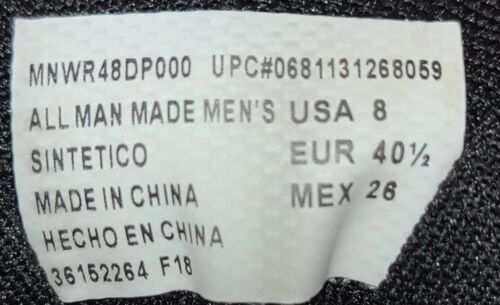 MNWR48DP000 UPC#0681131268059
ALL MAN MADE MEN'S USA 8
SINTETICO EUR 40½
MADE IN CHINA MEX 26
HECHO EN CHINA
36152264 F18